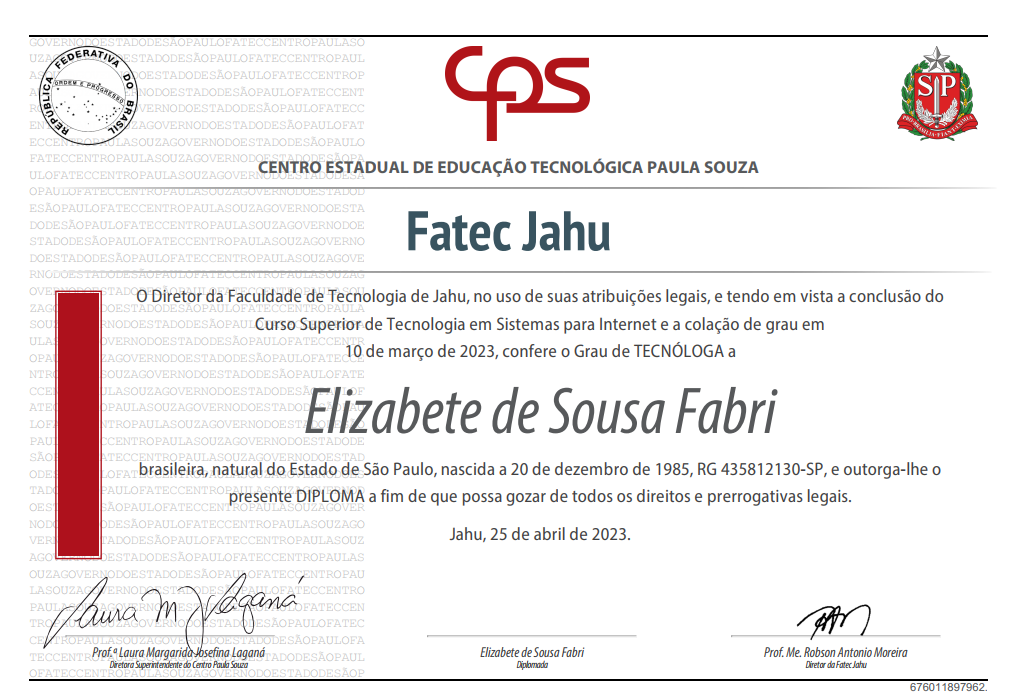 REPÚBLICA FEDERATIVA DO BRASIL
ORDEM E PROGRESSO
cps
SP
CENTRO ESTADUAL DE EDUCAÇÃO TECNOLÓGICA PAULA SOUZA
Fatec Jahu
O Diretor da Faculdade de Tecnologia de Jahu, no uso de suas atribuições legais, e tendo em vista a conclusão do
Curso Superior de Tecnologia em Sistemas para Internet e a colação de grau em
10 de março de 2023, confere o Grau de TECNÓLOGA a
Elizabete de Sousa Fabri
brasileira, natural do Estado de São Paulo, nascida a 20 de dezembro de 1985, RG 435812130-SP, e outorga-lhe o
presente DIPLOMA a fim de que possa gozar de todos os direitos e prerrogativas legais.
Jahu, 25 de abril de 2023.
Laura M J Laganá
Prof.ª Laura Margarida Josefina Laganá
Diretora Superintendente do Centro Paula Souza
Elizabete de Sousa Fabri
Diplomada
Prof. Me. Robson Antonio Moreira
Diretor da Fatec Jahu
676011897962.